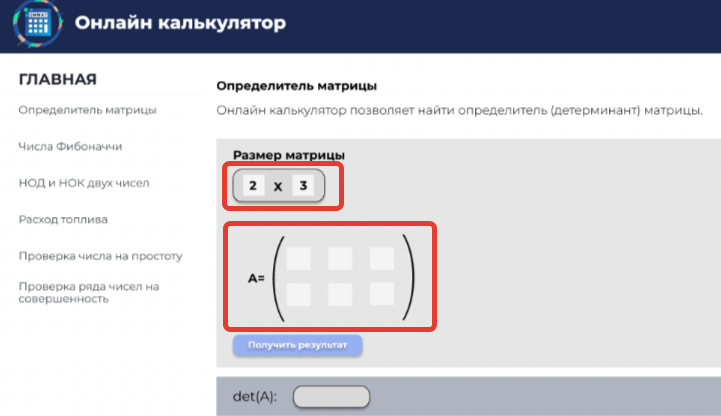 Онлайн калькулятор
ГЛАВНАЯ
Определитель матрицы
Числа Фибоначчи
НОД и НОК двух чисел
Расход топлива
Проверка числа на простоту
Проверка ряда чисел на
совершенность
Определитель матрицы
Онлайн калькулятор позволяет найти определитель (детерминант) матрицы.
Размер матрицы
2 X 3
A=
Получить результат
det(A):